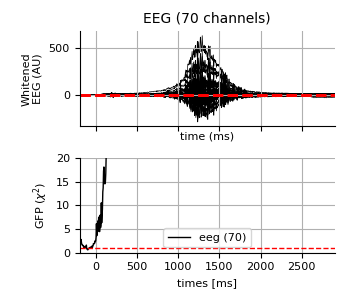 EEG (70 channels)
Whitened
EEG (AU)
500
0
time (ms)
GFP (χ²)
20
15
10
5
0
eeg (70)
0 500 1000 1500 2000 2500
times [ms]